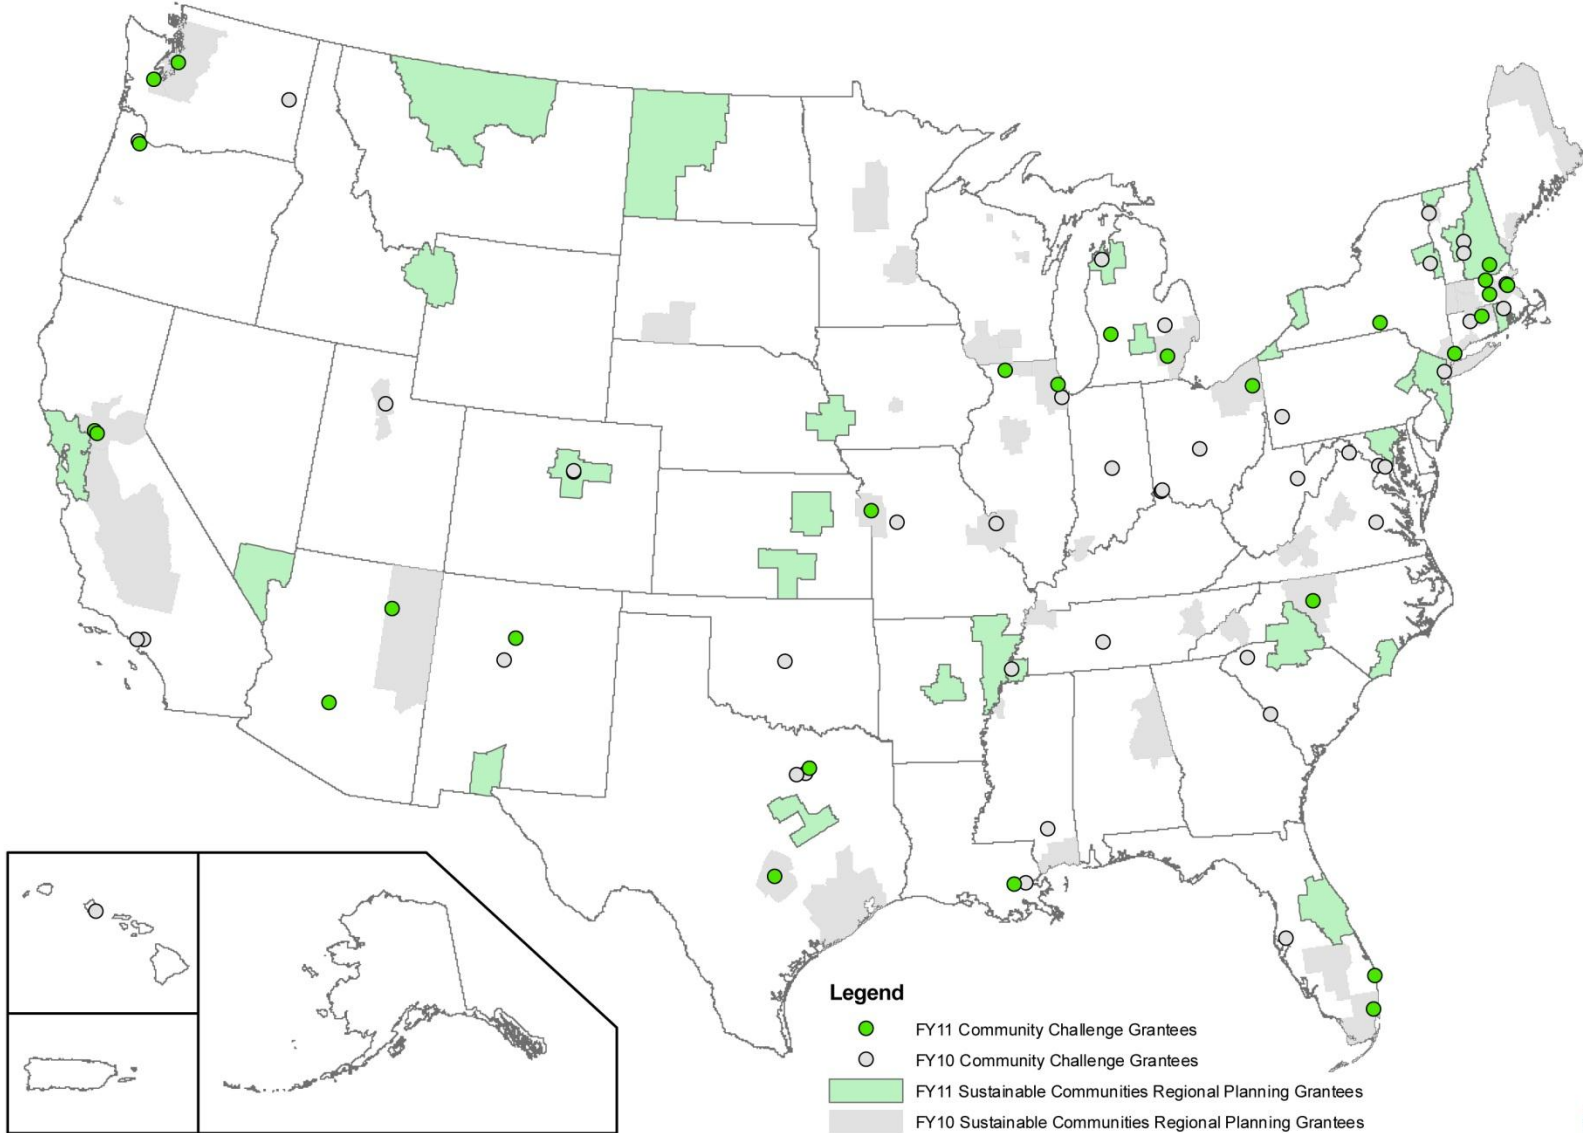 Legend
FY11 Community Challenge Grantees
FY10 Community Challenge Grantees
FY11 Sustainable Communities Regional Planning Grantees
FY10 Sustainable Communities Regional Planning Grantees